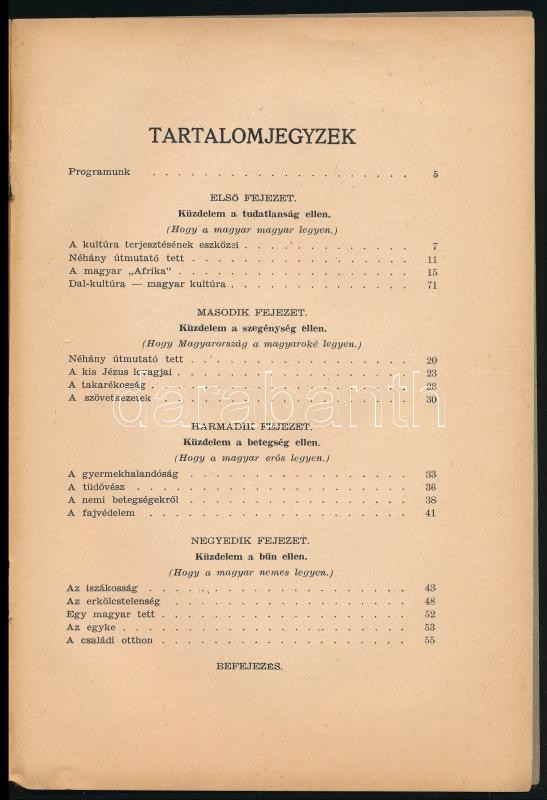 TARTALOMJEGYZEK
Programunk . . . . . . . . . . . . . . . . . . . . 5
ELSŐ FEJEZET.
Küzdelem a tudatlanság ellen.
(Hogy a magyar magyar legyen.)
A kultúra terjesztésének eszközei . . . . . . . . . . . . 7
Néhány útmutató tett . . . . . . . . . . . . . . . . 11
A magyar „Afrika” . . . . . . . . . . . . . . . . . 15
Dal-kultúra — magyar kultúra . . . . . . . . . . . . . 71
MÁSODIK FEJEZET.
Küzdelem a szegénység ellen.
(Hogy Magyarország a magyaroké legyen.)
Néhány útmutató tett . . . . . . . . . . . . . . . . 20
A kis Jézus lovagjai . . . . . . . . . . . . . . . . 23
A takarékosság . . . . . . . . . . . . . . . . . . 28
A szövetkezetek . . . . . . . . . . . . . . . . . . 30
darabanth
HARMADIK FEJEZET.
Küzdelem a betegség ellen.
(Hogy a magyar erős legyen.)
A gyermekhalandóság . . . . . . . . . . . . . . . . 33
A tüdővész . . . . . . . . . . . . . . . . . . . . 36
A nemi betegségekről . . . . . . . . . . . . . . . . 38
A fajvédelem . . . . . . . . . . . . . . . . . . . 41
NEGYEDIK FEJEZET.
Küzdelem a bűn ellen.
(Hogy a magyar nemes legyen.)
Az iszákosság . . . . . . . . . . . . . . . . . . . 43
Az erkölcstelenség . . . . . . . . . . . . . . . . . 48
Egy magyar tett . . . . . . . . . . . . . . . . . . 52
Az egyke . . . . . . . . . . . . . . . . . . . . . 53
A családi otthon . . . . . . . . . . . . . . . . . . 55
BEFEJEZÉS.